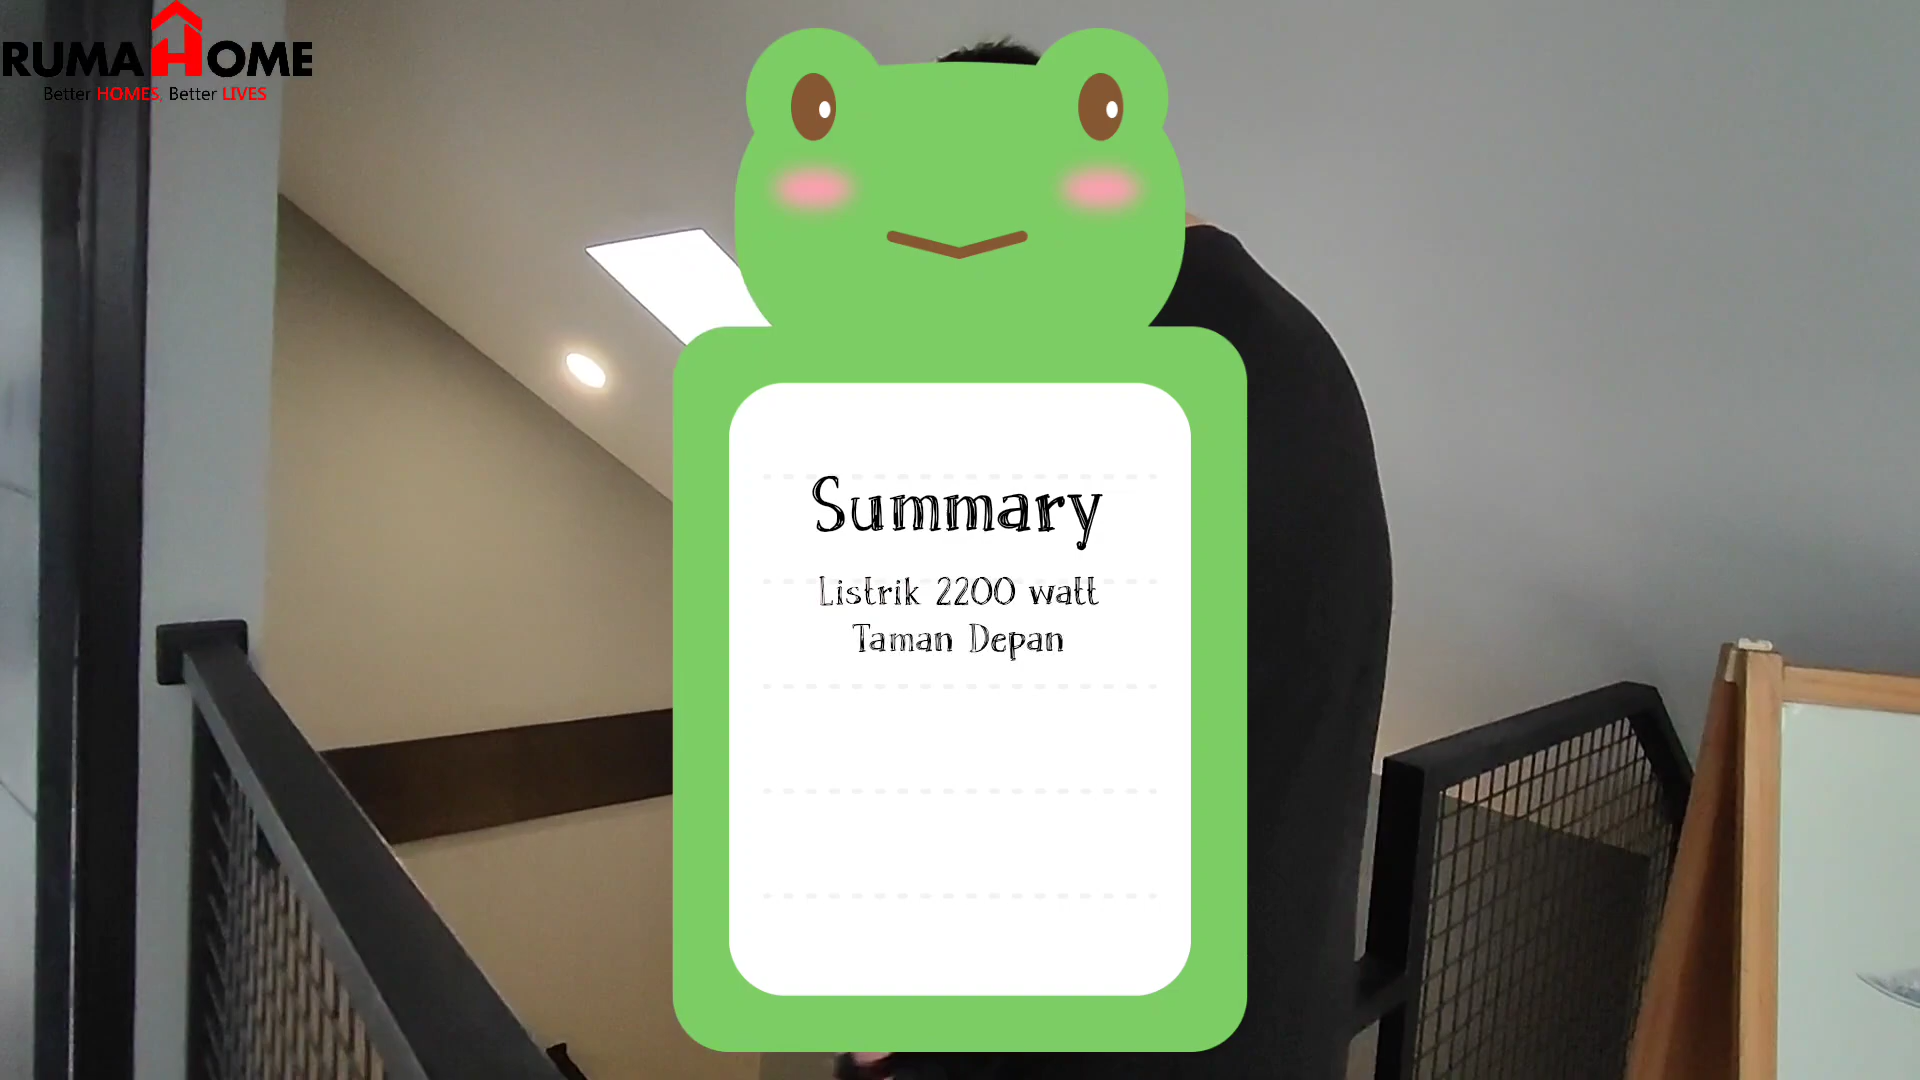 RUMAHOME
Better HOMES, Better LIVES
Summary
Listrik 2200 watt
Taman Depan